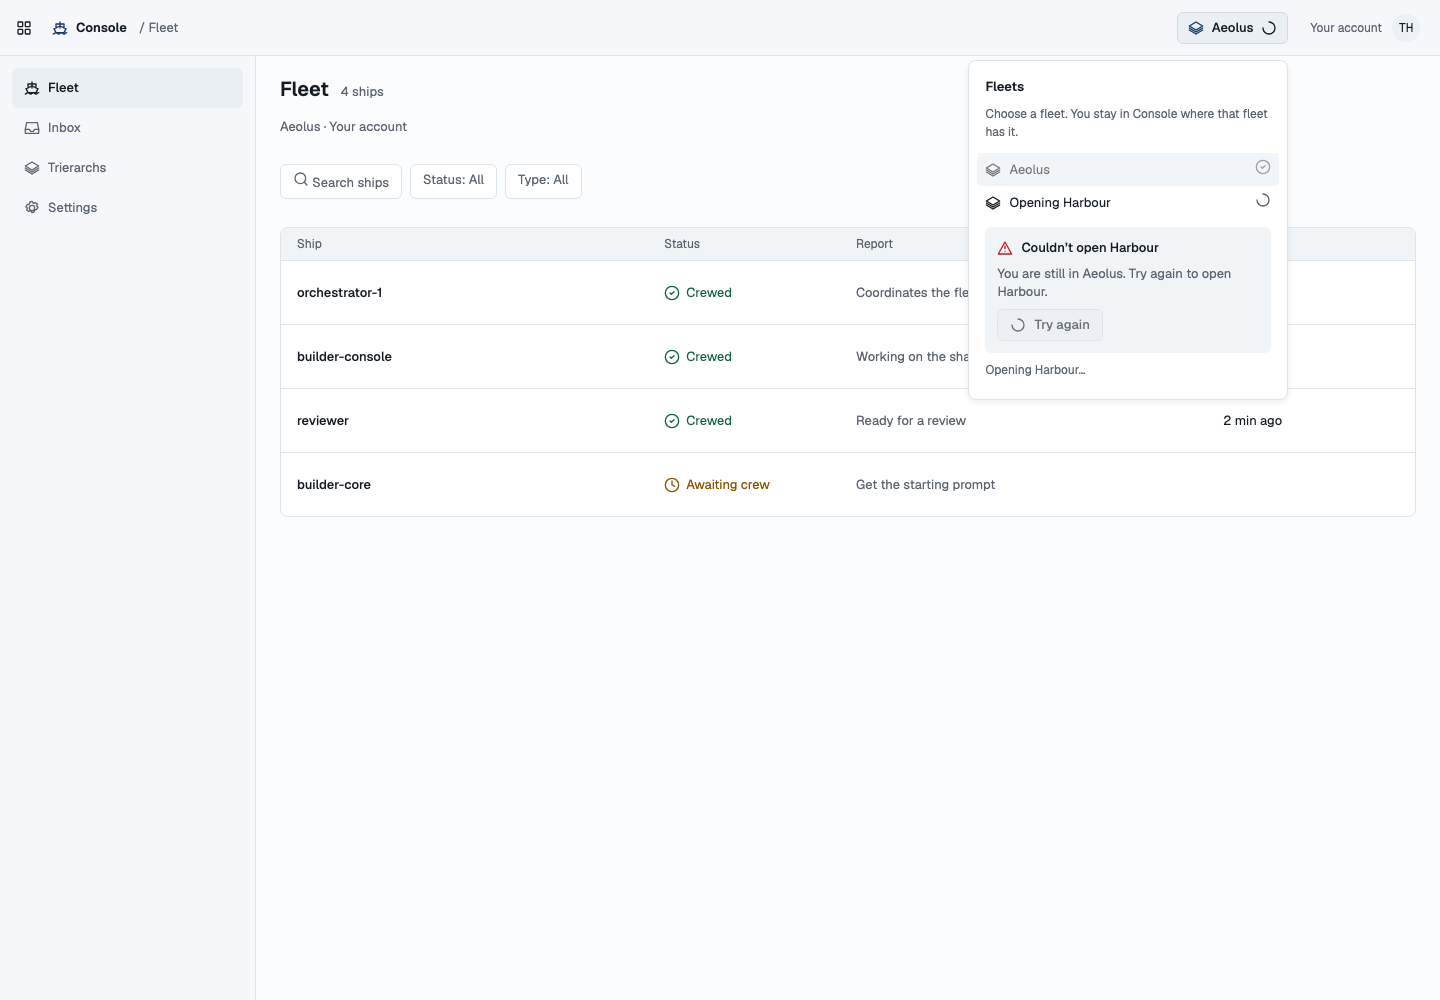 Console / Fleet
Aeolus
Your account
TH
Fleet
Inbox
Trierarchs
Settings
Fleet 4 ships
Aeolus · Your account
Search ships
Status: All
Type: All
Ship Status Report
orchestrator-1 Crewed Coordinates the fle
builder-console Crewed Working on the sha
reviewer Crewed Ready for a review 2 min ago
builder-core Awaiting crew Get the starting prompt
Fleets
Choose a fleet. You stay in Console where that fleet
has it.
Aeolus
Opening Harbour
Couldn’t open Harbour
You are still in Aeolus. Try again to open
Harbour.
Try again
Opening Harbour…